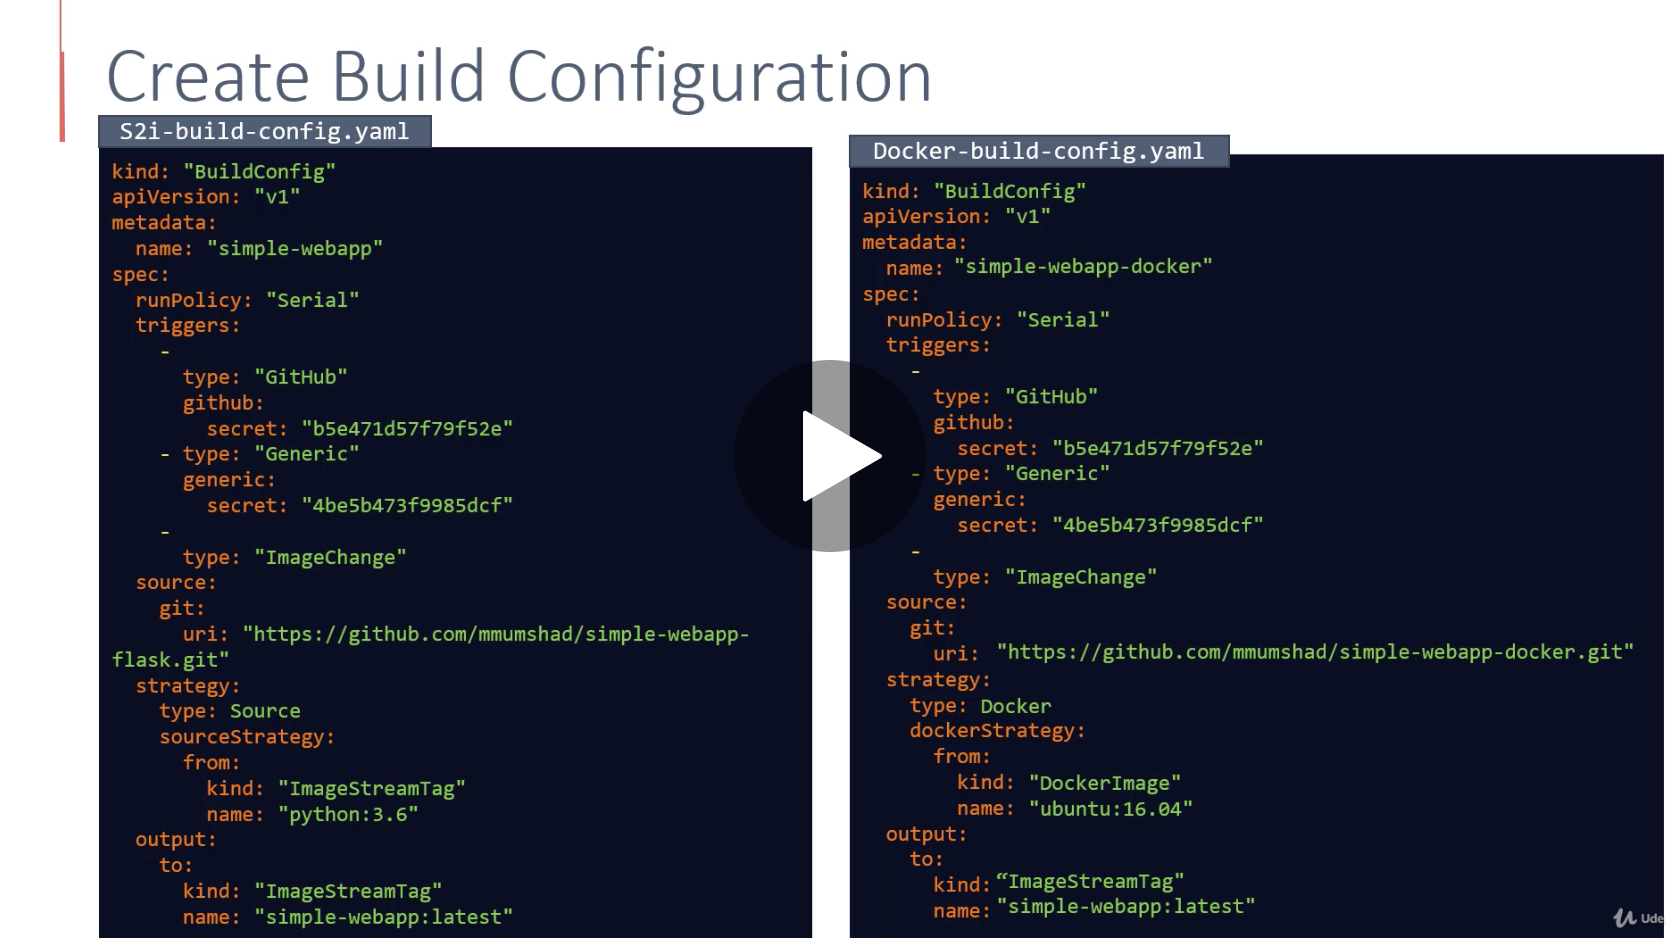 Create Build Configuration
S2i-build-config.yaml
kind: "BuildConfig"
apiVersion: "v1"
metadata:
  name: "simple-webapp"
spec:
  runPolicy: "Serial"
  triggers:
    -
      type: "GitHub"
      github:
        secret: "b5e471d57f79f52e"
    - type: "Generic"
      generic:
        secret: "4be5b473f9985dcf"
    -
      type: "ImageChange"
  source:
    git:
      uri: "https://github.com/mmumshad/simple-webapp-
flask.git"
  strategy:
    type: Source
    sourceStrategy:
      from:
        kind: "ImageStreamTag"
        name: "python:3.6"
  output:
    to:
      kind: "ImageStreamTag"
      name: "simple-webapp:latest"
Docker-build-config.yaml
kind: "BuildConfig"
apiVersion: "v1"
metadata:
  name: "simple-webapp-docker"
spec:
  runPolicy: "Serial"
  triggers:
    -
      type: "GitHub"
      github:
        secret: "b5e471d57f79f52e"
    - type: "Generic"
      generic:
        secret: "4be5b473f9985dcf"
    -
      type: "ImageChange"
  source:
    git:
      uri: "https://github.com/mmumshad/simple-webapp-docker.git"
  strategy:
    type: Docker
    dockerStrategy:
      from:
        kind: "DockerImage"
        name: "ubuntu:16.04"
  output:
    to:
      kind: “ImageStreamTag"
      name: "simple-webapp:latest"
Ude